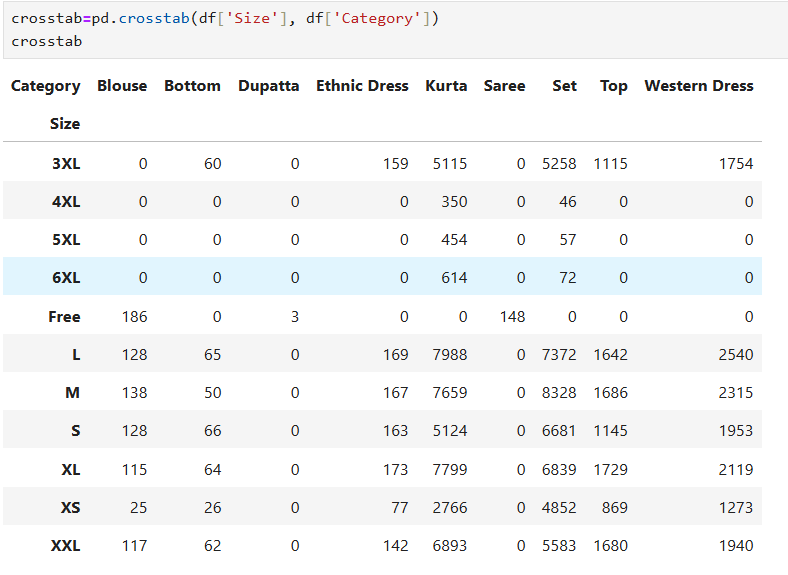 crosstab=pd.crosstab(df['Size'], df['Category'])
crosstab
Category Blouse Bottom Dupatta Ethnic Dress Kurta Saree Set Top Western Dress
Size
3XL 0 60 0 159 5115 0 5258 1115 1754
4XL 0 0 0 0 350 0 46 0 0
5XL 0 0 0 0 454 0 57 0 0
6XL 0 0 0 0 614 0 72 0 0
Free 186 0 3 0 0 148 0 0 0
L 128 65 0 169 7988 0 7372 1642 2540
M 138 50 0 167 7659 0 8328 1686 2315
S 128 66 0 163 5124 0 6681 1145 1953
XL 115 64 0 173 7799 0 6839 1729 2119
XS 25 26 0 77 2766 0 4852 869 1273
XXL 117 62 0 142 6893 0 5583 1680 1940